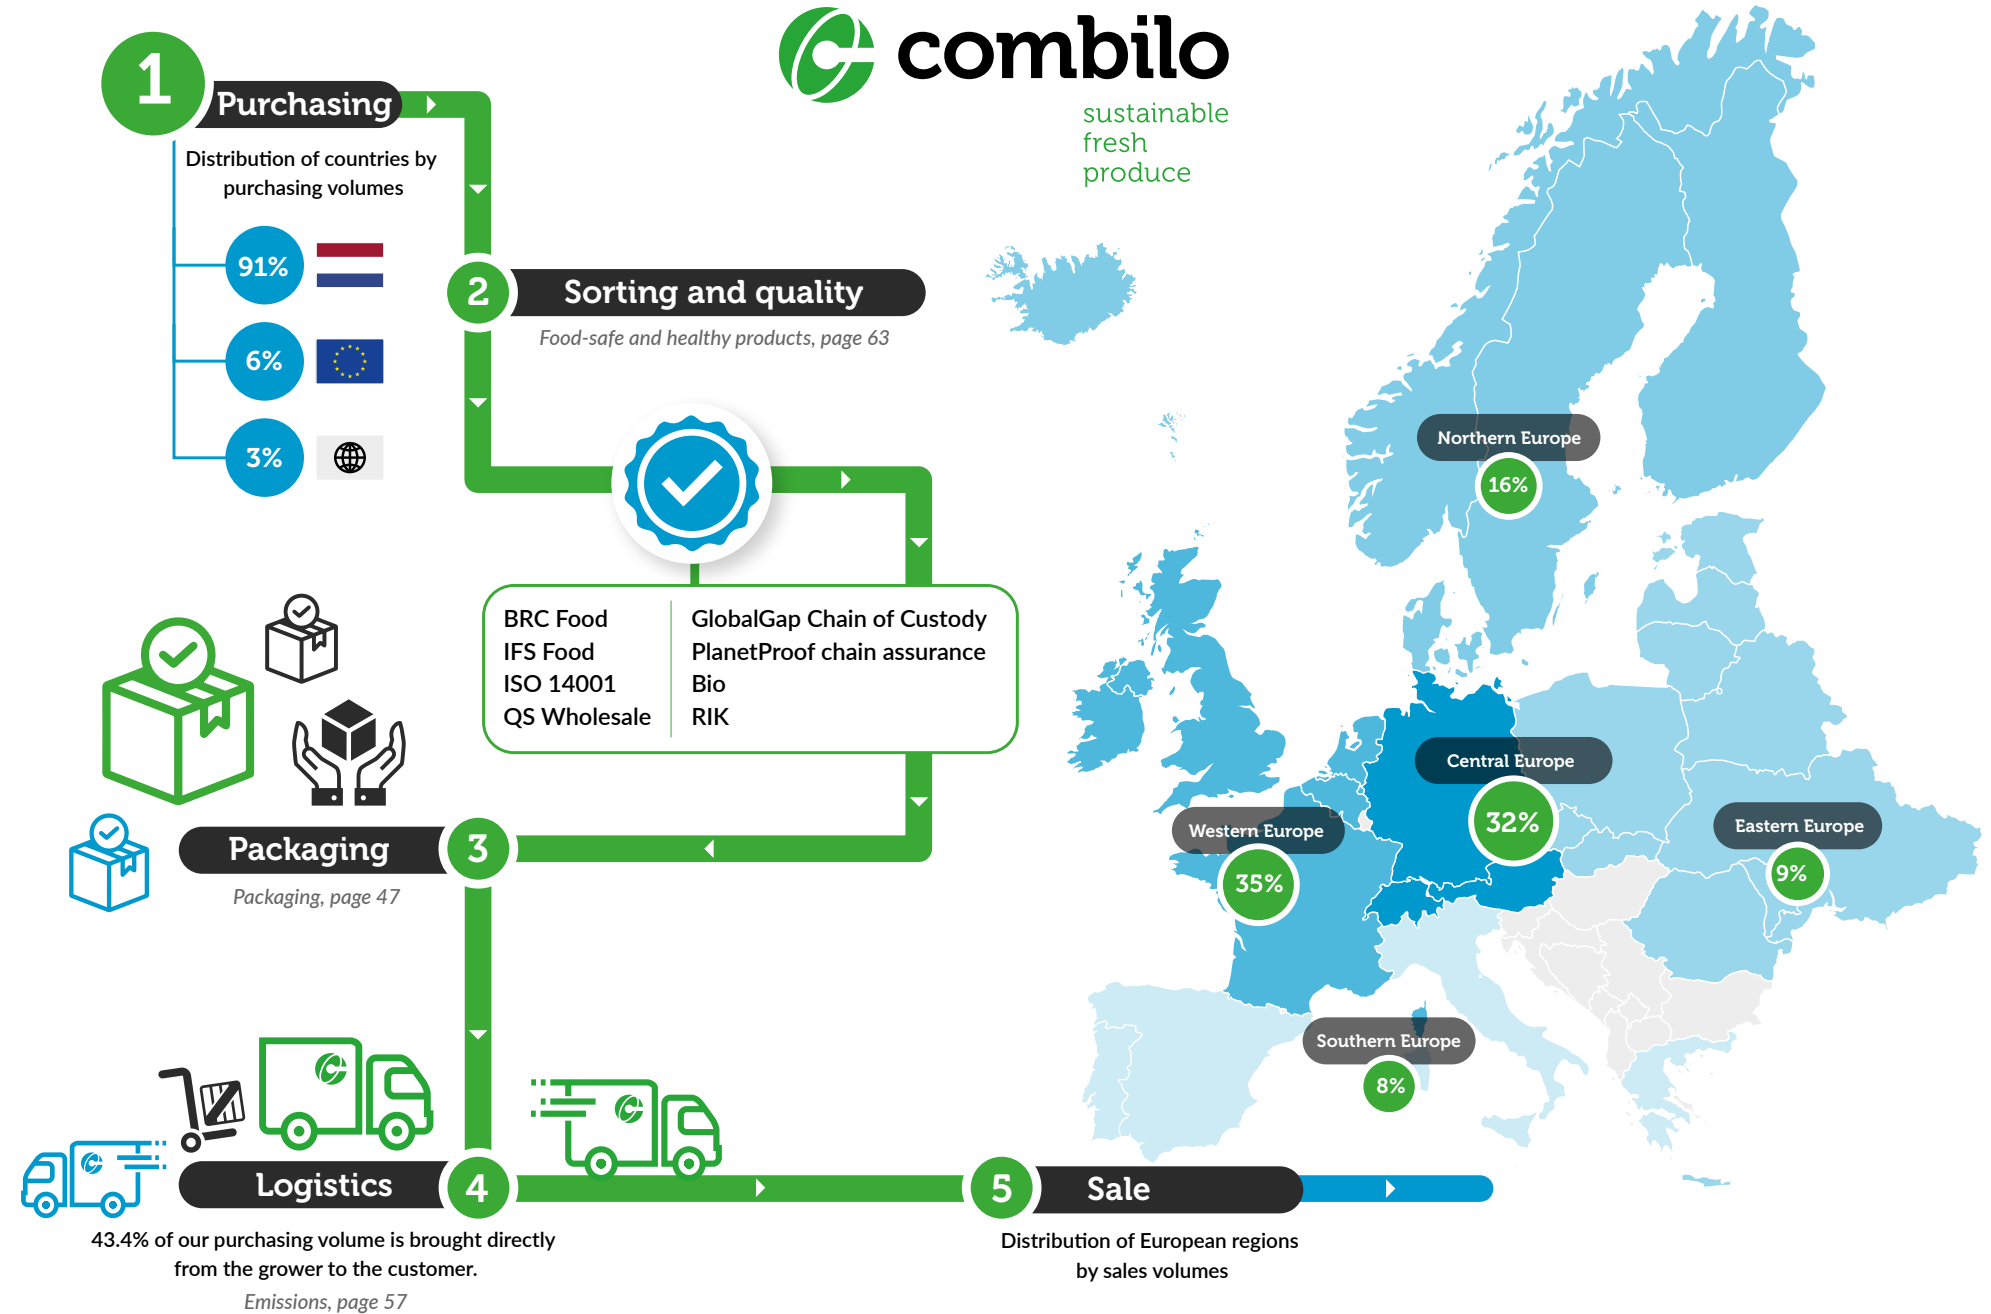 combilo
sustainable
fresh
produce
1
Purchasing
Distribution of countries by
purchasing volumes
91%
6%
3%
2
Sorting and quality
Food-safe and healthy products, page 63
BRC Food
IFS Food
ISO 14001
QS Wholesale
GlobalGap Chain of Custody
PlanetProof chain assurance
Bio
RIK
3
Packaging
Packaging, page 47
4
Logistics
43.4% of our purchasing volume is brought directly
from the grower to the customer.
Emissions, page 57
5
Sale
Distribution of European regions
by sales volumes
Northern Europe
16%
Central Europe
32%
Western Europe
35%
Eastern Europe
9%
Southern Europe
8%